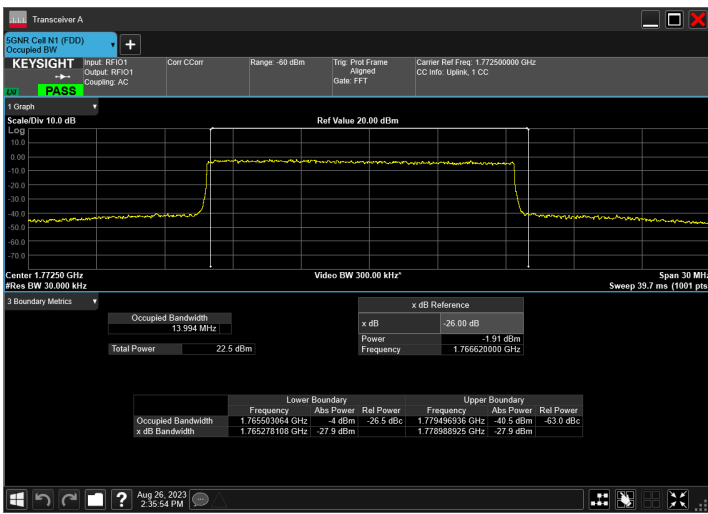 Transceiver A
5GNR Cell N1 (FDD)
Occupied BW
KEYSIGHT Input: RFIO1 Corr CCorr Range: -60 dBm Trig: Prot Frame Carrier Ref Freq: 1.772500000 GHz
Output: RFIO1 Aligned CC Info: Uplink, 1 CC
Coupling: AC Gate: FFT
PASS
1 Graph
Scale/Div 10.0 dB Ref Value 20.00 dBm
Log
10.0
0.00
-10.0
-20.0
-30.0
-40.0
-50.0
-60.0
-70.0
Center 1.77250 GHz Video BW 300.00 kHz* Span 30 MHz
#Res BW 30.000 kHz Sweep 39.7 ms (1001 pts
3 Boundary Metrics
x dB Reference
Occupied Bandwidth
13.994 MHz
x dB -26.00 dB
Power -1.91 dBm
Total Power 22.5 dBm
Frequency 1.766620000 GHz
Lower Boundary Upper Boundary
Frequency Abs Power Rel Power Frequency Abs Power Rel Power
Occupied Bandwidth 1.765503064 GHz -4 dBm -26.5 dBc 1.779496936 GHz -40.5 dBm -63.0 dBc
x dB Bandwidth 1.765278108 GHz -27.9 dBm 1.778988925 GHz -27.9 dBm
Aug 26, 2023
2:35:54 PM